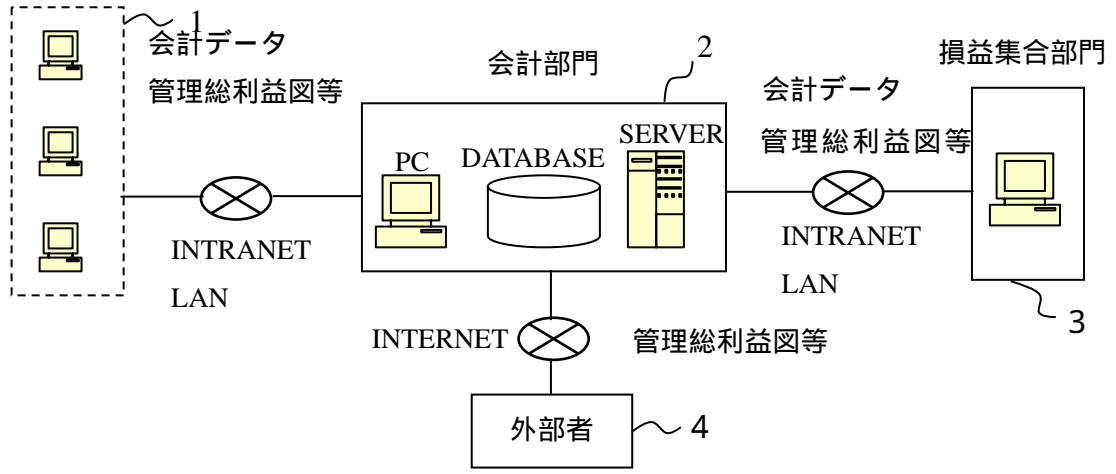 1
会計データ
管理総利益図等
INTRANET
LAN
会計部門
2
PC
DATABASE
SERVER
会計データ
管理総利益図等
INTRANET
LAN
損益集合部門
3
INTERNET
管理総利益図等
外部者
4